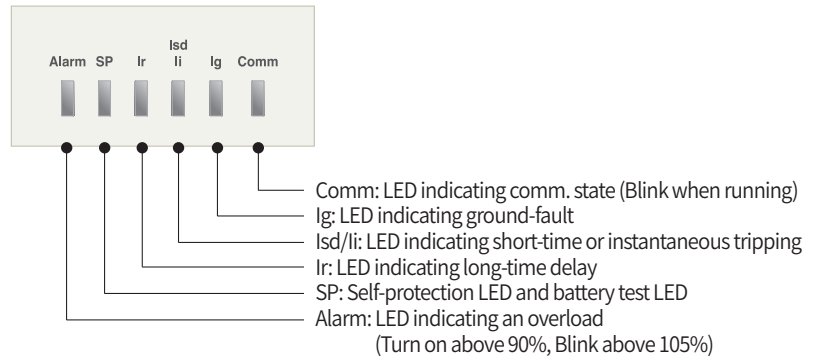 Isd
Alarm SP Ir Ii Ig Comm
Comm: LED indicating comm. state (Blink when running)
Ig: LED indicating ground-fault
Isd/Ii: LED indicating short-time or instantaneous tripping
Ir: LED indicating long-time delay
SP: Self-protection LED and battery test LED
Alarm: LED indicating an overload
(Turn on above 90%, Blink above 105%)